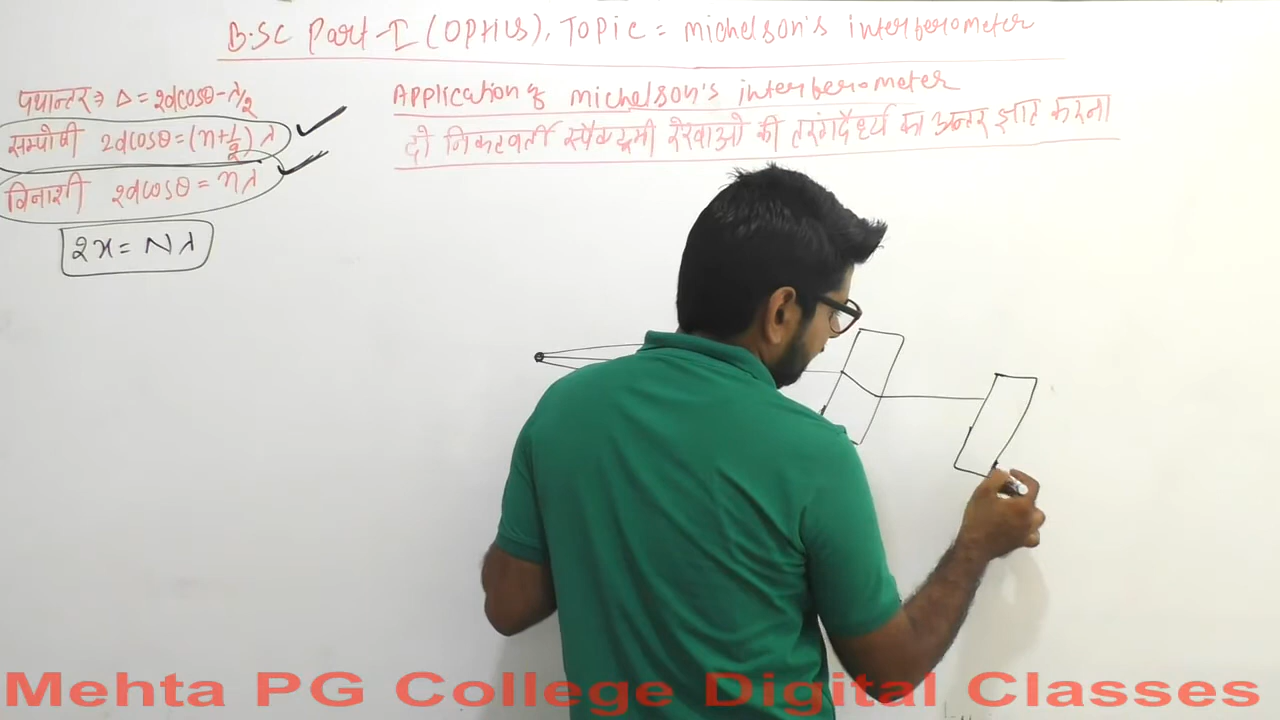 B.SC Part-I (OPTICS), TOPIC = michelson's interferometer
पथान्तर → Δ = 2dcosθ - λ/2
सम्पोषी 2dcosθ = (n+1/2) λ
विनाशी 2dcosθ = nλ
2x = Nλ
Application of michelson's interferometer
दो निकटवर्ती स्पैक्ट्रमी रेखाओ की तरंगदैर्ध्य का अन्तर ज्ञात करना
Mehta PG College Digital Classes